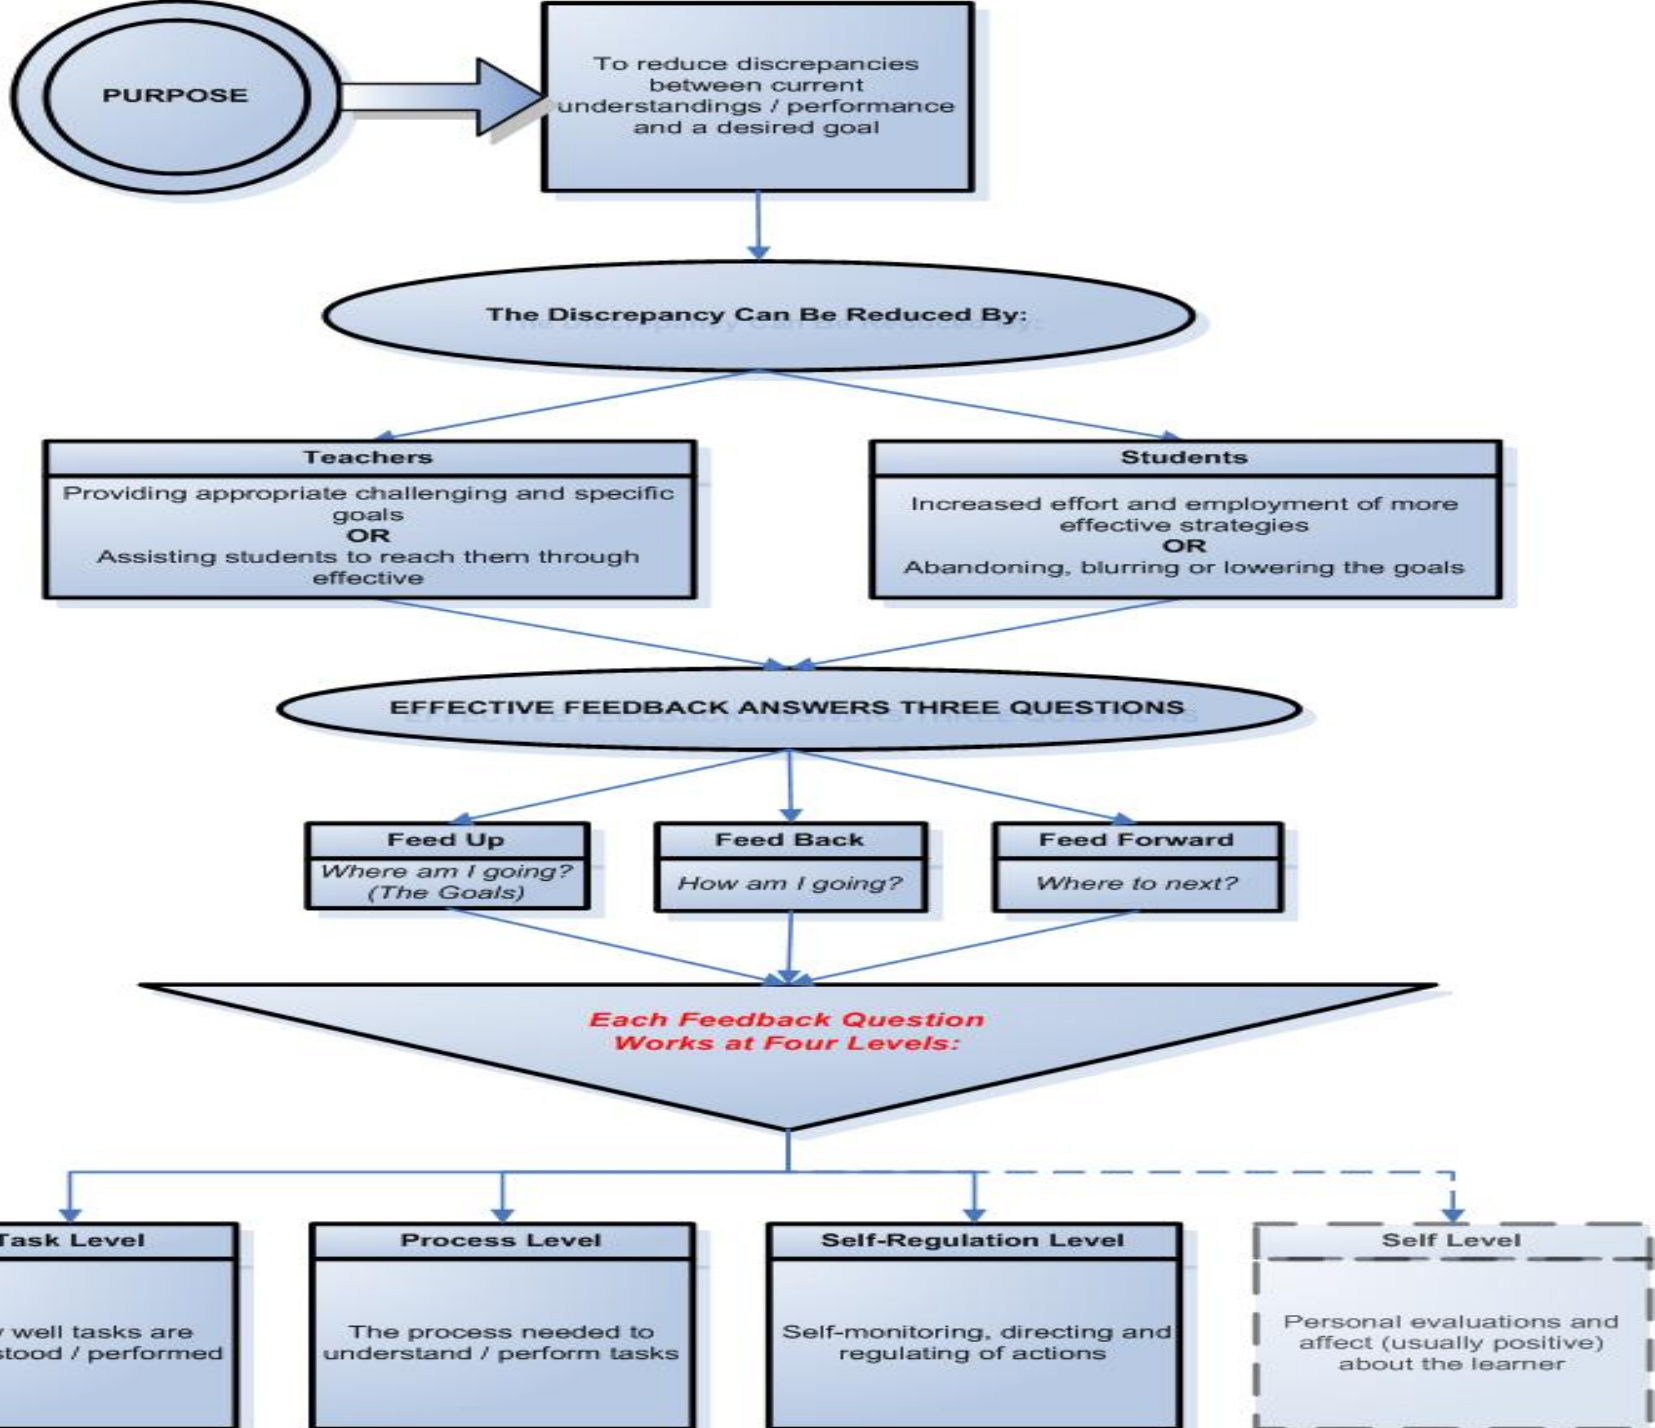 PURPOSE
To reduce discrepancies
between current
understandings / performance
and a desired goal
The Discrepancy Can Be Reduced By:
Teachers
Providing appropriate challenging and specific
goals
OR
Assisting students to reach them through
effective
Students
Increased effort and employment of more
effective strategies
OR
Abandoning, blurring or lowering the goals
EFFECTIVE FEEDBACK ANSWERS THREE QUESTIONS
Feed Up
Where am I going?
(The Goals)
Feed Back
How am I going?
Feed Forward
Where to next?
Each Feedback Question
Works at Four Levels:
Task Level
well tasks are
/ performed
Process Level
The process needed to
understand / perform tasks
Self-Regulation Level
Self-monitoring, directing and
regulating of actions
Self Level
Personal evaluations and
affect (usually positive)
about the learner